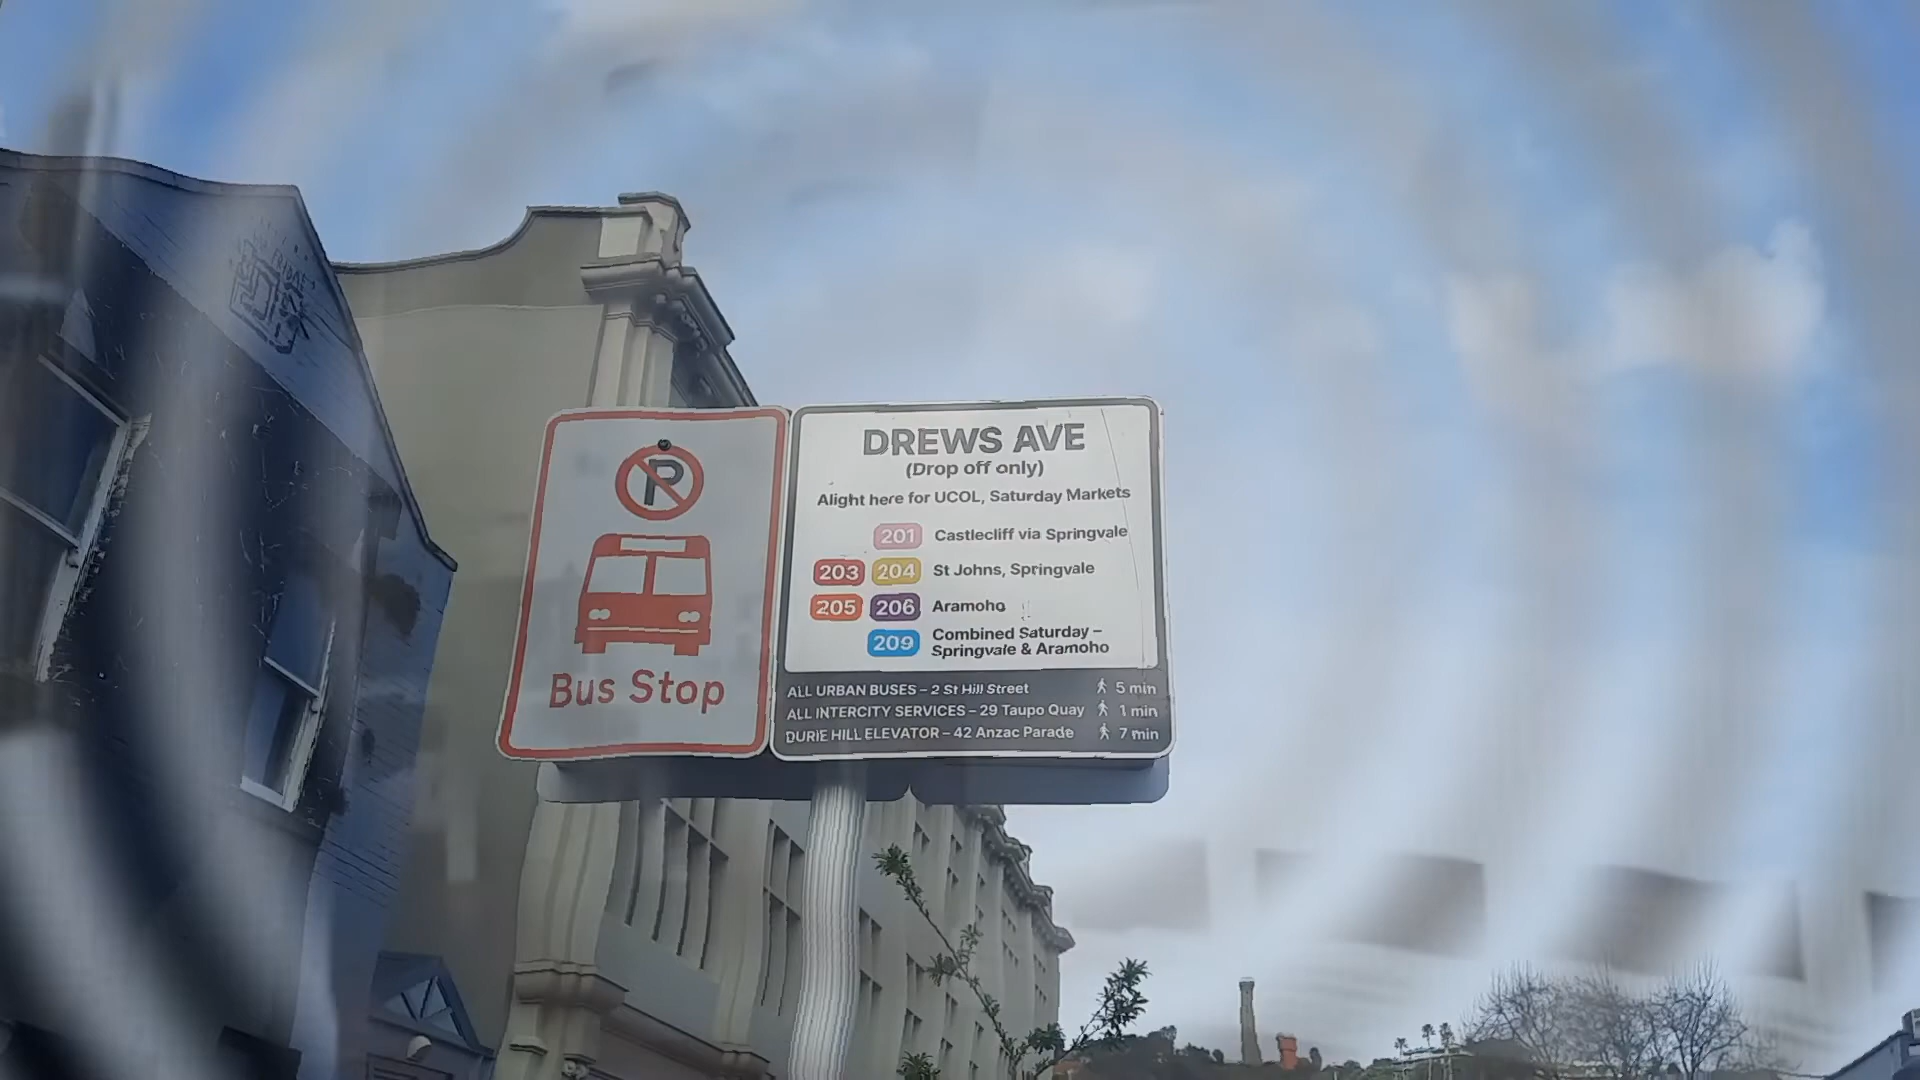 P
Bus Stop
DREWS AVE
(Drop off only)
Alight here for UCOL, Saturday Markets
201 Castlecliff via Springvale
203 204 St Johns, Springvale
205 206 Aramoho
209 Combined Saturday –
Springvale & Aramoho
ALL URBAN BUSES – 2 St Hill Street 5 min
ALL INTERCITY SERVICES – 29 Taupo Quay 1 min
DURIE HILL ELEVATOR – 42 Anzac Parade 7 min